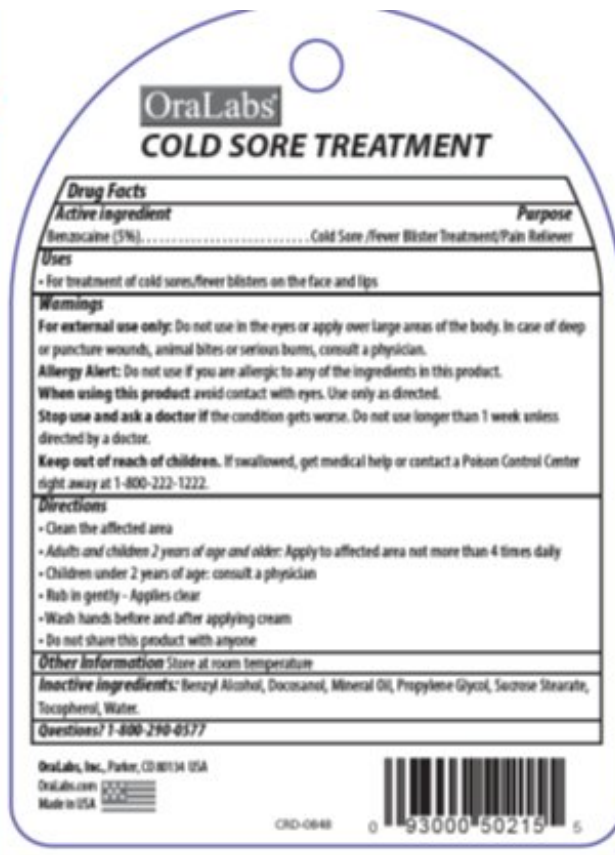 OraLabs®
COLD SORE TREATMENT
Drug Facts
Active ingredient Purpose
Benzocaine (5%)...........................Cold Sore /Fever Blister Treatment/Pain Reliever
Uses
• For treatment of cold sores/fever blisters on the face and lips
Warnings
For external use only: Do not use in the eyes or apply over large areas of the body. In case of deep
or puncture wounds, animal bites or serious burns, consult a physician.
Allergy Alert: Do not use if you are allergic to any of the ingredients in this product.
When using this product avoid contact with eyes. Use only as directed.
Stop use and ask a doctor if the condition gets worse. Do not use longer than 1 week unless
directed by a doctor.
Keep out of reach of children. If swallowed, get medical help or contact a Poison Control Center
right away at 1-800-222-1222.
Directions
• Clean the affected area
• Adults and children 2 years of age and older: Apply to affected area not more than 4 times daily
• Children under 2 years of age: consult a physician
• Rub in gently - Applies clear
• Wash hands before and after applying cream
• Do not share this product with anyone
Other Information Store at room temperature
Inactive ingredients: Benzyl Alcohol, Docosanol, Mineral Oil, Propylene Glycol, Sucrose Stearate,
Tocopherol, Water.
Questions? 1-800-290-0577
OraLabs, Inc., Parker, CO 80134 USA
OraLabs.com
Made in USA
CRD-0848
0 93000 50215 5